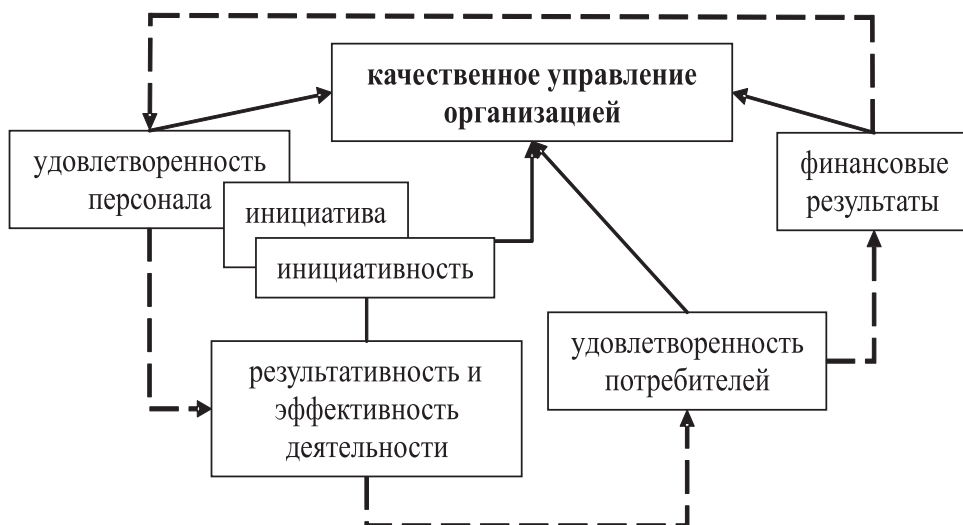 качественное управление
организацией
удовлетворенность
персонала
инициатива
инициативность
финансовые
результаты
результативность и
эффективность
деятельности
удовлетворенность
потребителей